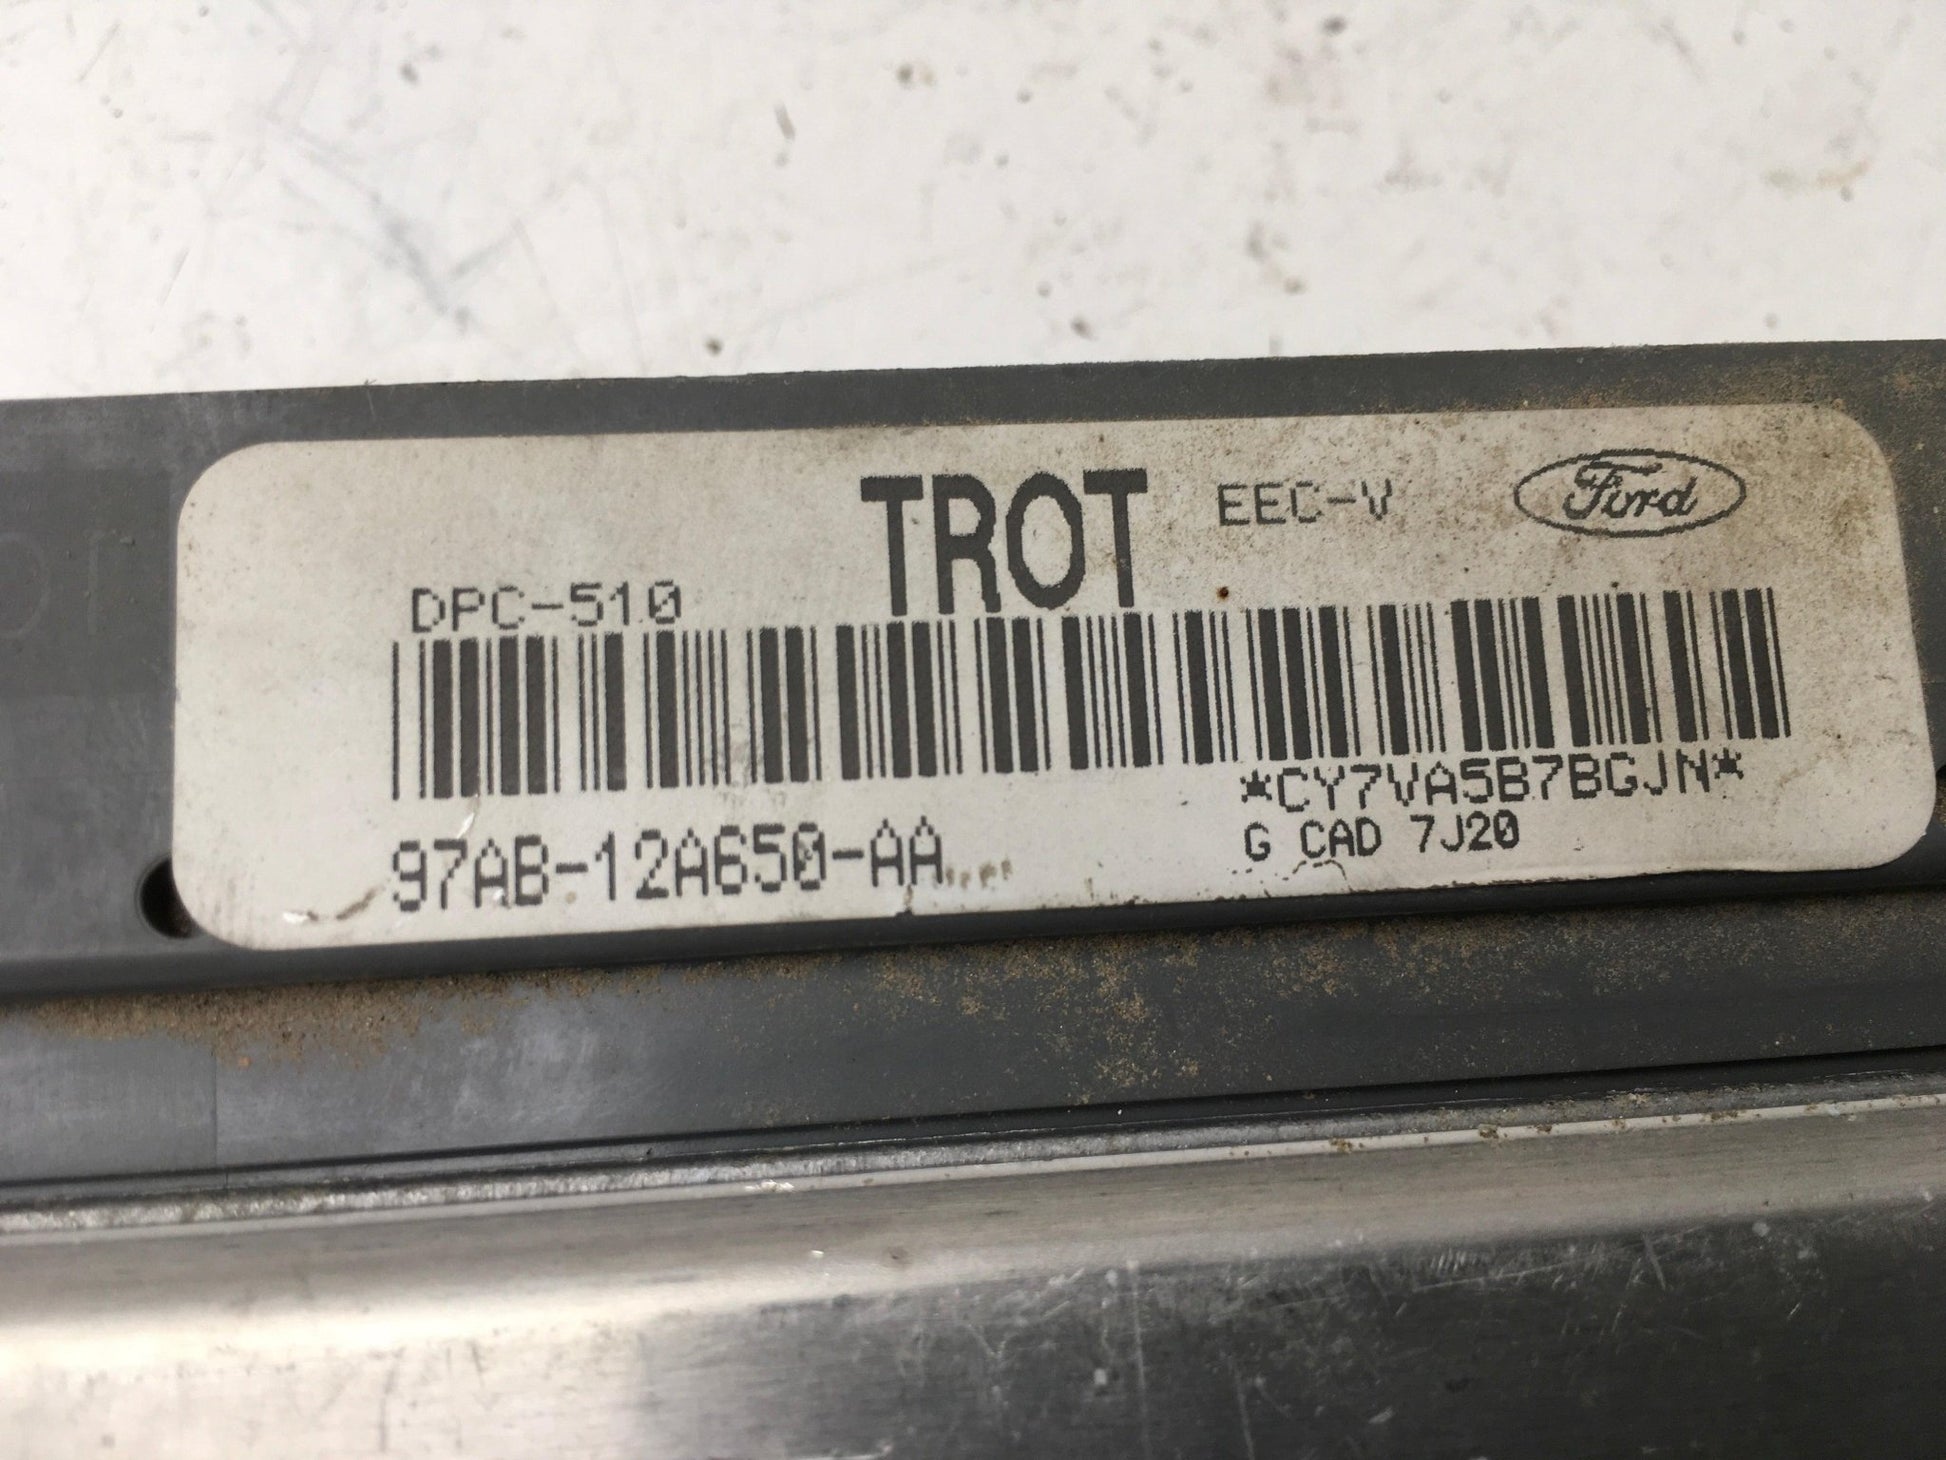 TROT EEC-V Ford
DPC-510
*CY7VA5B7BGJN*
97AB-12A650-AA
G CAD 7J20